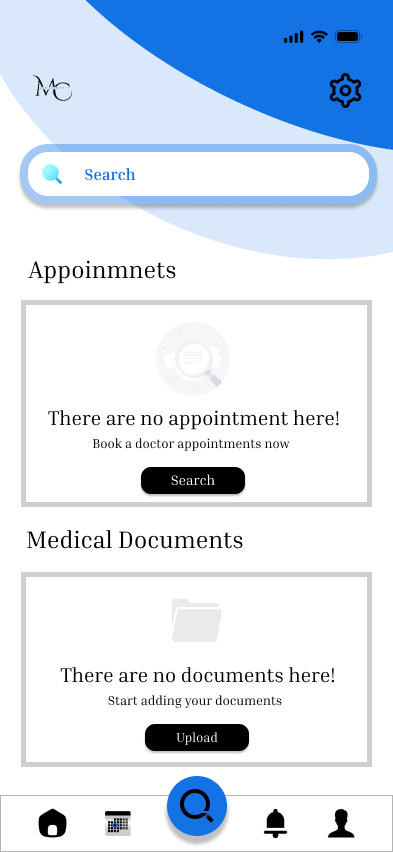 MC
Search
Appoinmnets
There are no appointment here!
Book a doctor appointments now
Search
Medical Documents
There are no documents here!
Start adding your documents
Upload